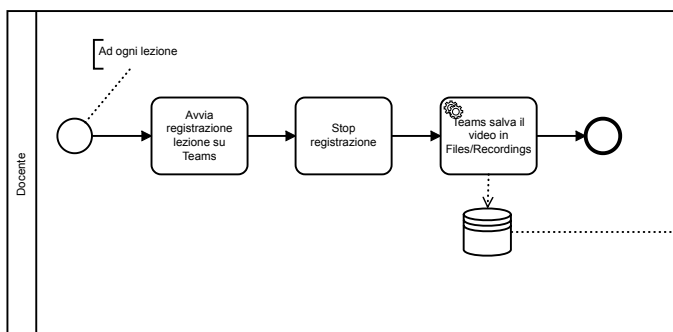 Ad ogni lezione
Docente
Avvia
registrazione
lezione su
Teams
Stop
registrazione
Teams salva il
video in
Files/Recordings